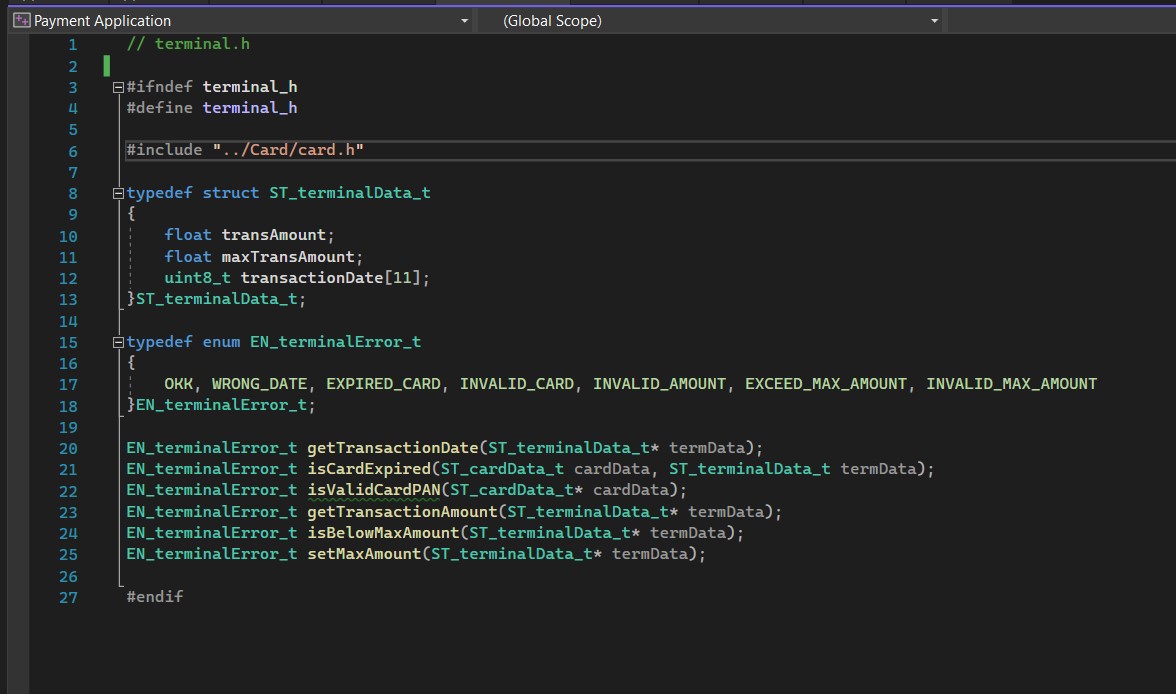 Payment Application (Global Scope)
1 // terminal.h
2
3 #ifndef terminal_h
4 #define terminal_h
5
6 #include "../Card/card.h"
7
8 typedef struct ST_terminalData_t
9 {
10 float transAmount;
11 float maxTransAmount;
12 uint8_t transactionDate[11];
13 }ST_terminalData_t;
14
15 typedef enum EN_terminalError_t
16 {
17 OKK, WRONG_DATE, EXPIRED_CARD, INVALID_CARD, INVALID_AMOUNT, EXCEED_MAX_AMOUNT, INVALID_MAX_AMOUNT
18 }EN_terminalError_t;
19
20 EN_terminalError_t getTransactionDate(ST_terminalData_t* termData);
21 EN_terminalError_t isCardExpired(ST_cardData_t cardData, ST_terminalData_t termData);
22 EN_terminalError_t isValidCardPAN(ST_cardData_t* cardData);
23 EN_terminalError_t getTransactionAmount(ST_terminalData_t* termData);
24 EN_terminalError_t isBelowMaxAmount(ST_terminalData_t* termData);
25 EN_terminalError_t setMaxAmount(ST_terminalData_t* termData);
26
27 #endif